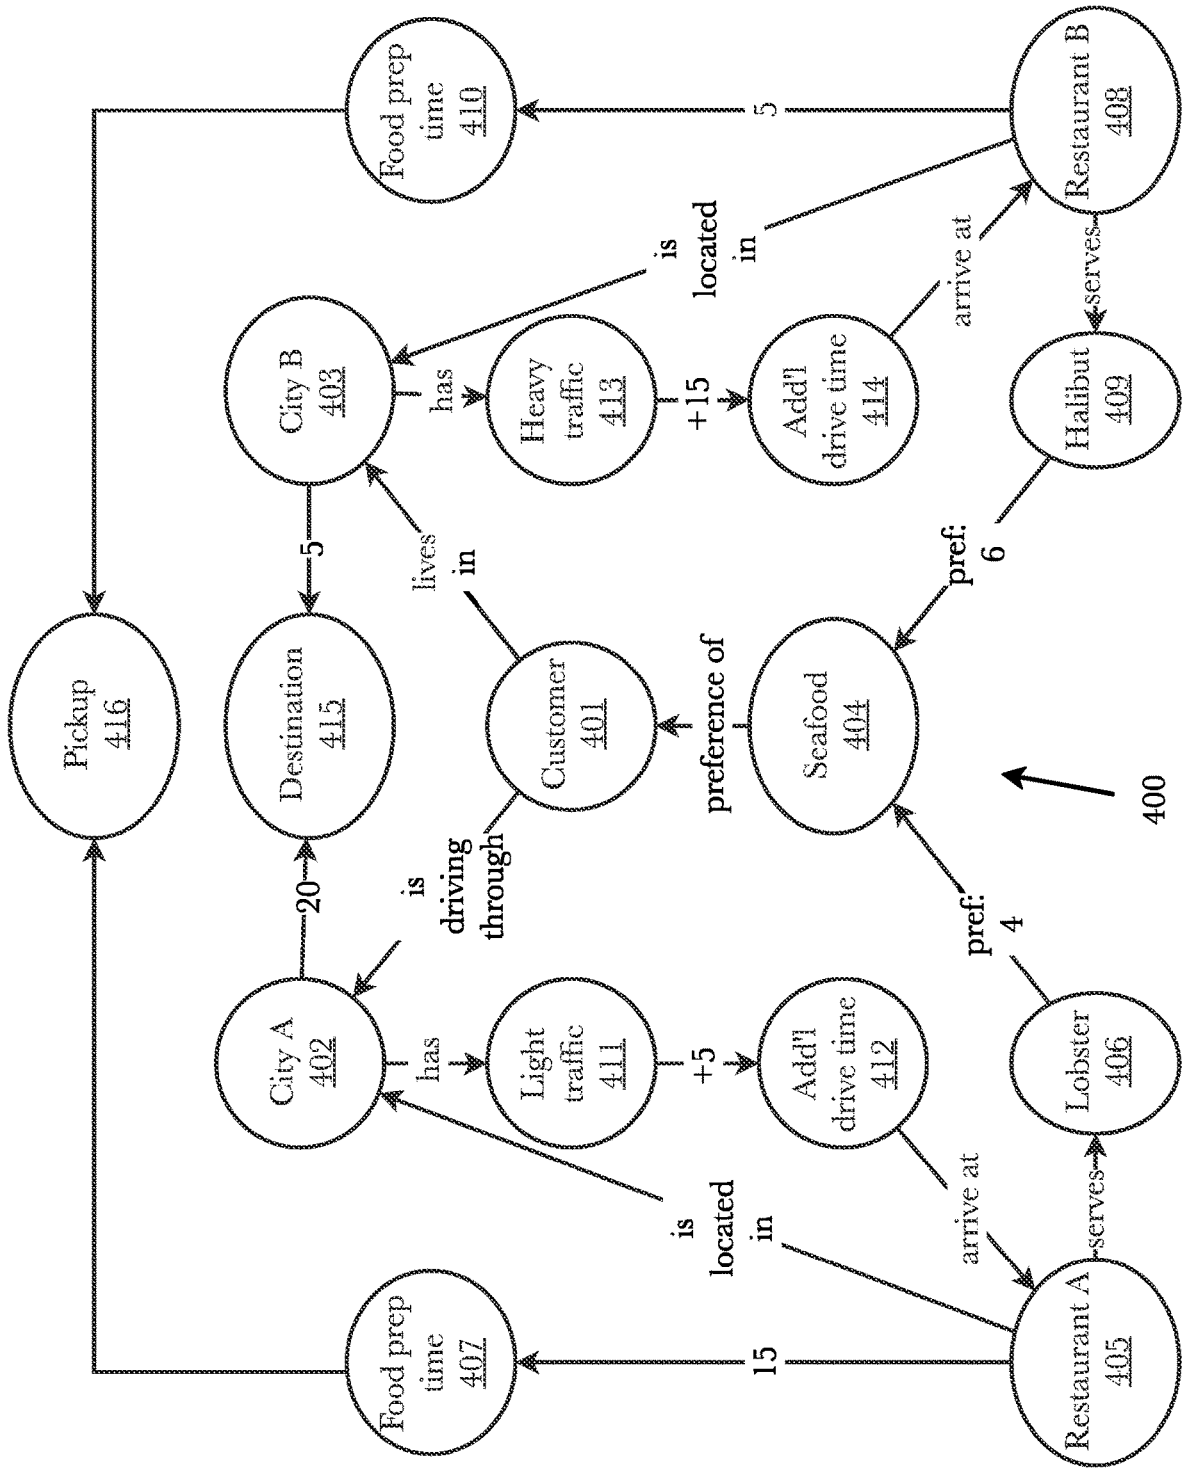 Pickup
416
Destination
415
City A
402
City B
403
20
5
Food prep
time
407
Food prep
time
410
is
driving
through
lives
in
has
has
Light
traffic
411
Customer
401
Heavy
traffic
413
is
located
in
+5
preference of
+15
is
located
in
15
5
Add'l
drive time
412
Seafood
404
Add'l
drive time
414
arrive at
pref:
4
pref:
6
arrive at
Restaurant A
405
serves
Lobster
406
Halibut
409
serves
Restaurant B
408
400